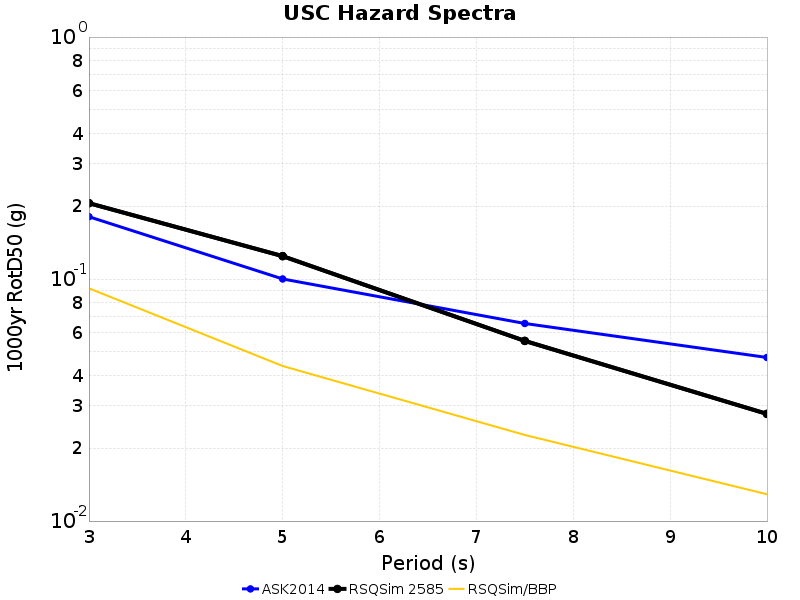 USC Hazard Spectra
10^0
8
6
4
3
2
10^-1
8
6
4
3
2
10^-2
1000yr RotD50 (g)
3 4 5 6 7 8 9 10
Period (s)
ASK2014 RSQSim 2585 RSQSim/BBP